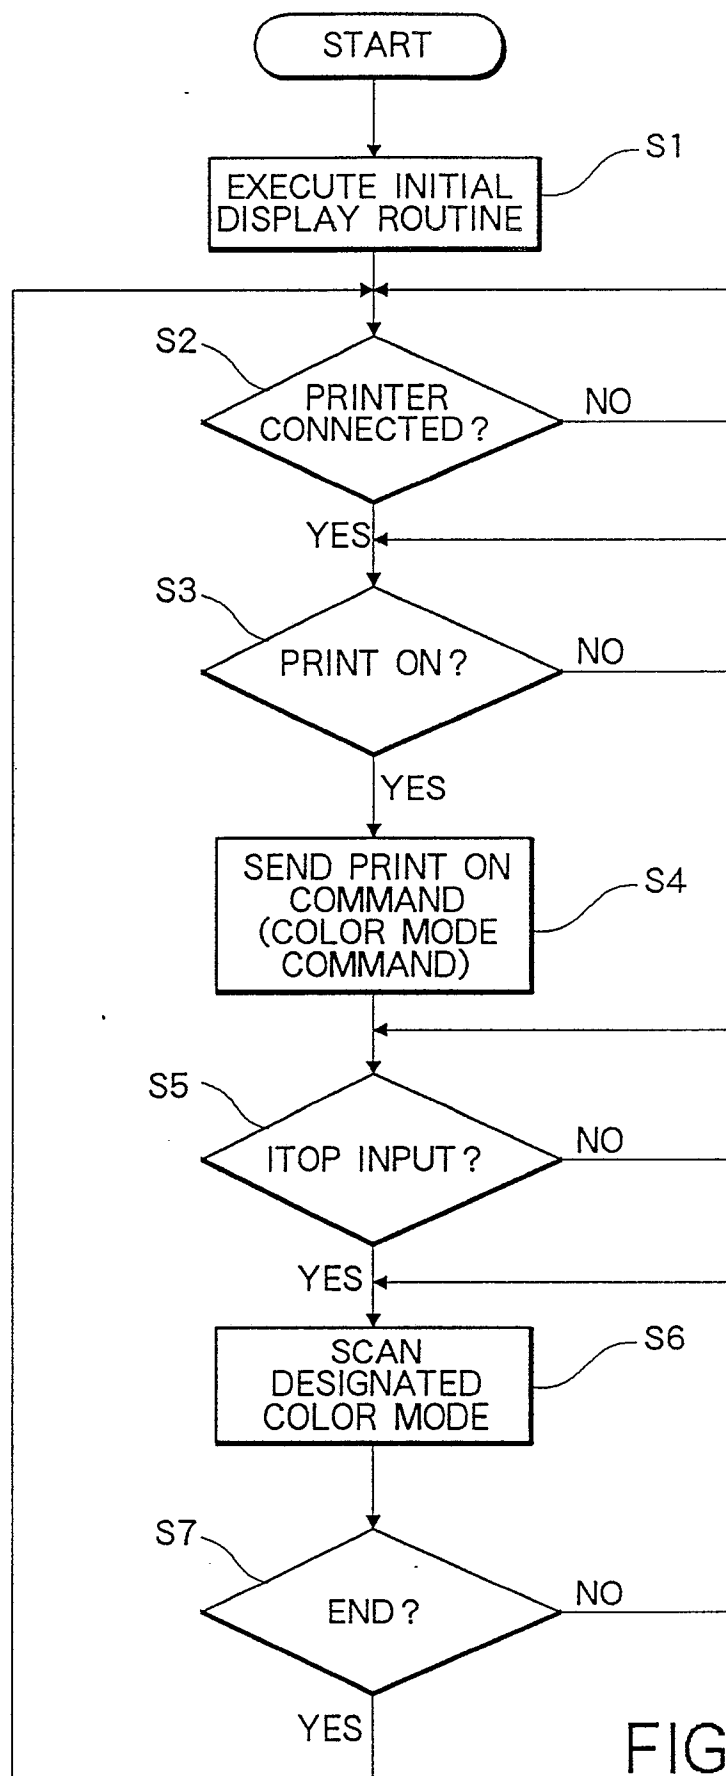 START
S1
EXECUTE INITIAL
DISPLAY ROUTINE
S2
PRINTER
CONNECTED?
NO
YES
S3
PRINT ON?
NO
YES
SEND PRINT ON
COMMAND
(COLOR MODE
COMMAND)
S4
S5
ITOP INPUT?
NO
YES
SCAN
DESIGNATED
COLOR MODE
S6
S7
END?
NO
YES
FIG